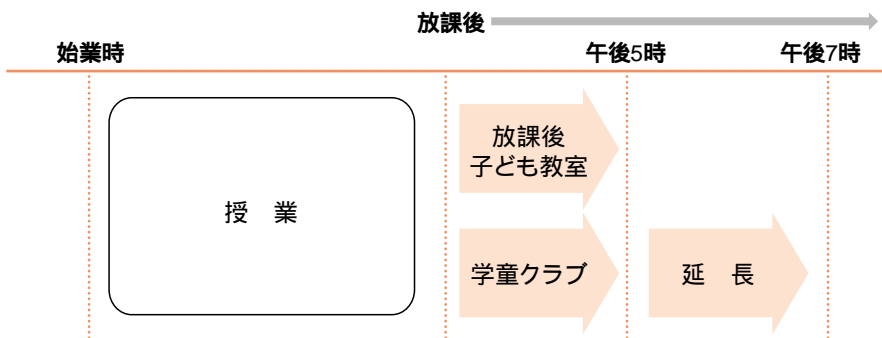 放課後
始業時
午後5時
午後7時
放課後
子ども教室
授　業
学童クラブ
延　長